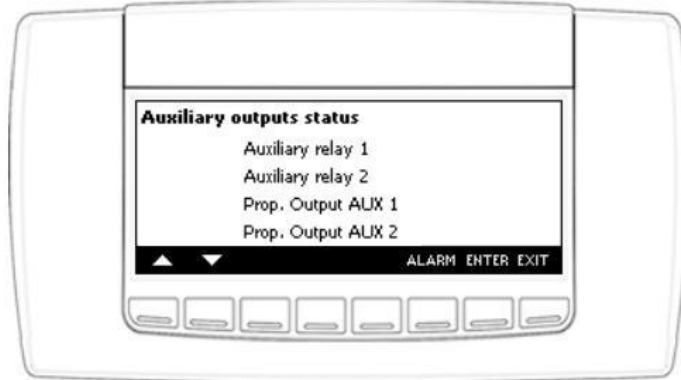 Auxiliary outputs status
Auxiliary relay 1
Auxiliary relay 2
Prop. Output AUX 1
Prop. Output AUX 2
ALARM ENTER EXIT